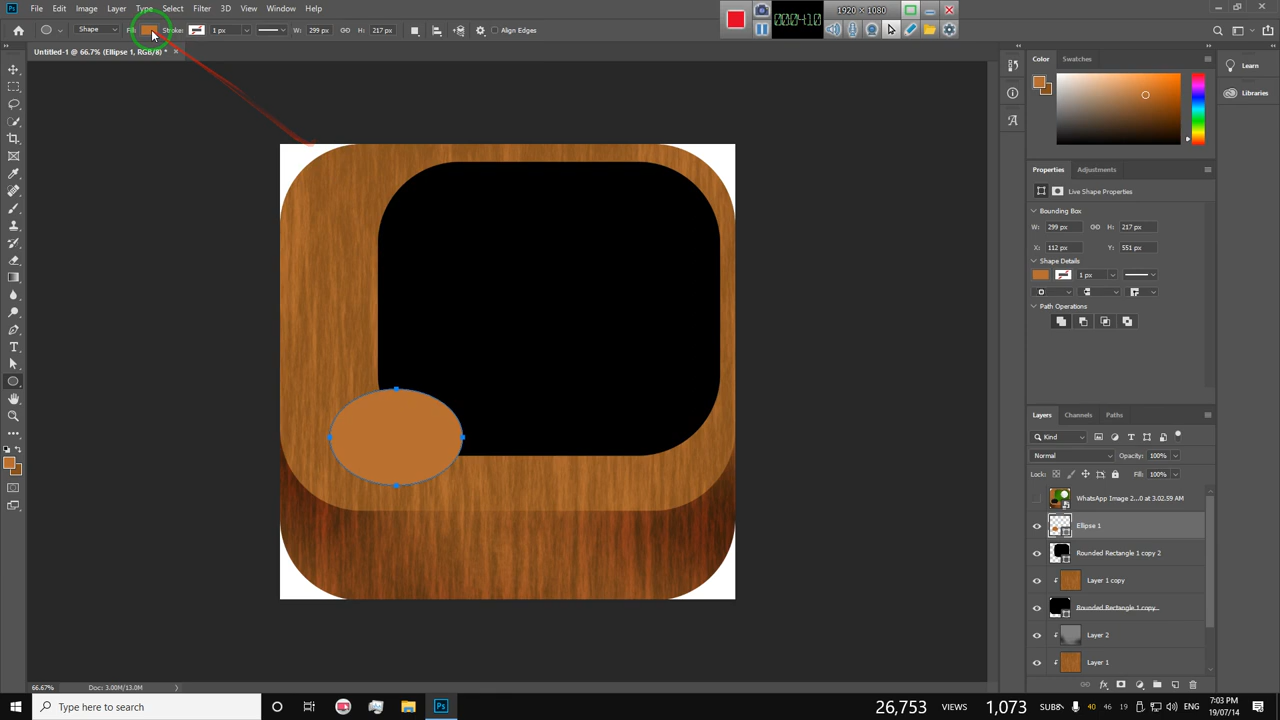 File Edit Image Layer Type Select Filter 3D View Window Help
1920 × 1080
Shape Fill: Stroke: 1 px W: 299 px H: 217 px Align Edges
Untitled-1 @ 66.7% (Ellipse 1, RGB/8) * ×
Color Swatches
Learn
Libraries
Properties Adjustments
Live Shape Properties
Bounding Box
W: 299 px H: 217 px
X: 112 px Y: 551 px
Shape Details
1 px
Path Operations
Layers Channels Paths
Kind
Normal Opacity: 100%
Lock: Fill: 100%
WhatsApp Image 2...0 at 3.02.59 AM
Ellipse 1
Rounded Rectangle 1 copy 2
Layer 1 copy
Rounded Rectangle 1 copy
Layer 2
Layer 1
66.67% Doc: 3.00M/13.0M
Type here to search
26,753 VIEWS 1,073 SUBS
40 46 19 ENG
7:03 PM
19/07/14